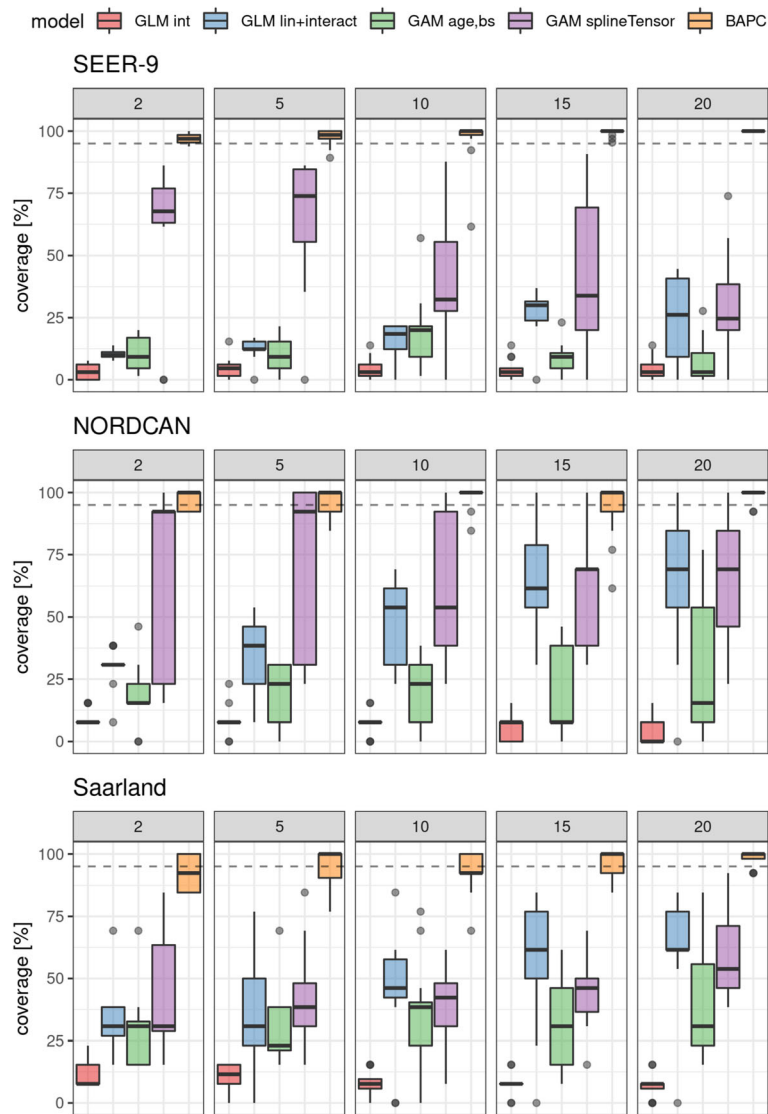 model GLM int GLM lin+interact GAM age,bs GAM splineTensor BAPC
SEER-9
2 5 10 15 20
100
75
50
25
0
coverage [%]
NORDCAN
2 5 10 15 20
100
75
50
25
0
coverage [%]
Saarland
2 5 10 15 20
100
75
50
25
0
coverage [%]